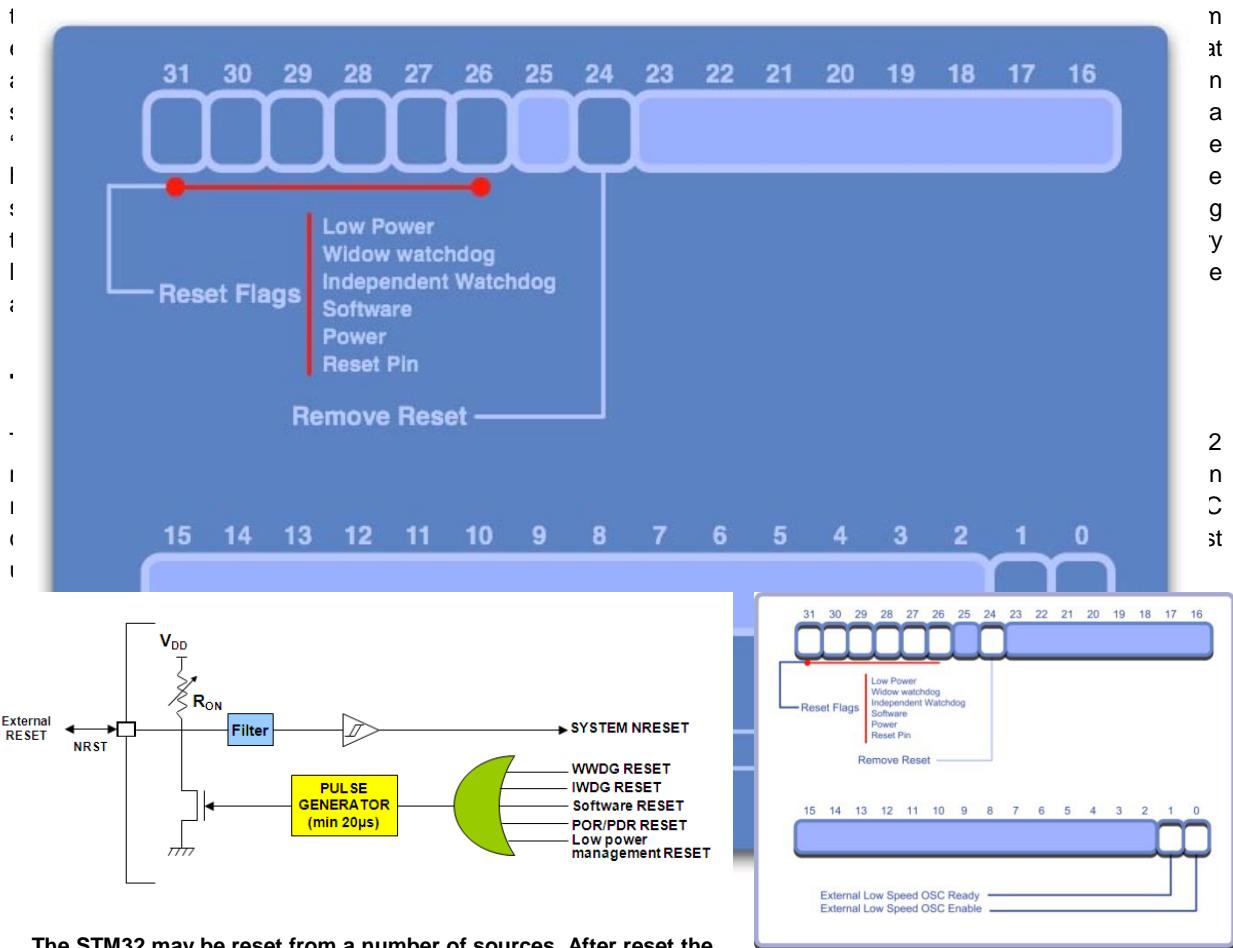 31 30 29 28 27 26 25 24 23 22 21 20 19 18 17 16
Low Power
Widow watchdog
Independent Watchdog
Software
Power
Reset Pin
Reset Flags
Remove Reset
15 14 13 12 11 10 9 8 7 6 5 4 3 2 1 0
VDD
RON
External
RESET
NRST
Filter
SYSTEM NRESET
PULSE
GENERATOR
(min 20µs)
WWDG RESET
IWDG RESET
Software RESET
POR/PDR RESET
Low power
management RESET
31 30 29 28 27 26 25 24 23 22 21 20 19 18 17 16
Low Power
Widow watchdog
Independent Watchdog
Software
Power
Reset Pin
Reset Flags
Remove Reset
15 14 13 12 11 10 9 8 7 6 5 4 3 2 1 0
External Low Speed OSC Ready
External Low Speed OSC Enable
The STM32 may be reset from a number of sources. After reset the